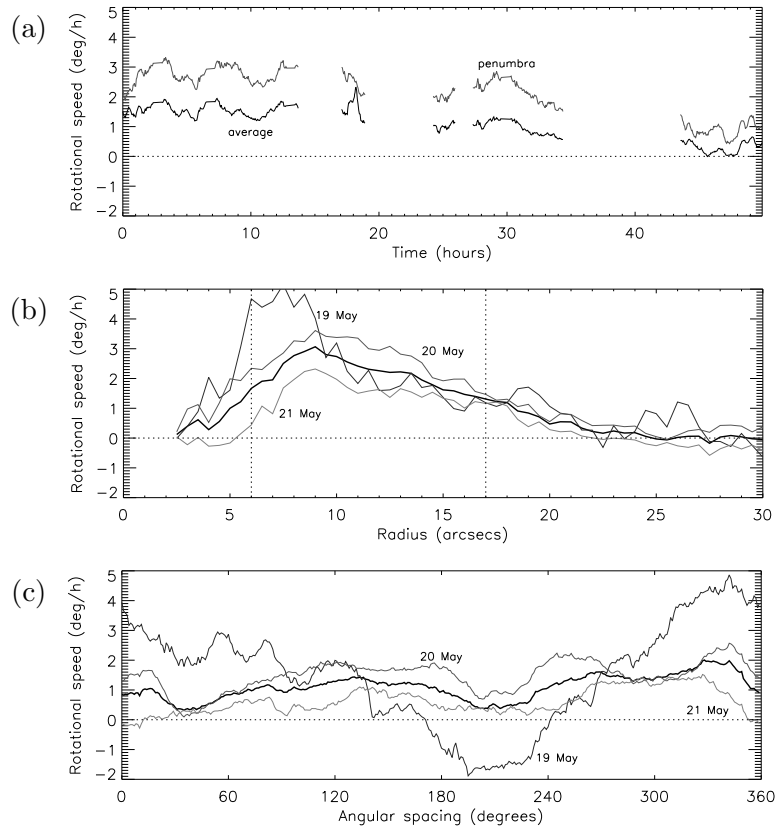 (a)
Rotational speed (deg/h)
5
4
3
2
1
0
−1
−2
penumbra
average
0 10 20 30 40
Time (hours)
(b)
Rotational speed (deg/h)
5
4
3
2
1
0
−1
−2
19 May
20 May
21 May
0 5 10 15 20 25 30
Radius (arcsecs)
(c)
Rotational speed (deg/h)
5
4
3
2
1
0
−1
−2
20 May
21 May
19 May
0 60 120 180 240 300 360
Angular spacing (degrees)